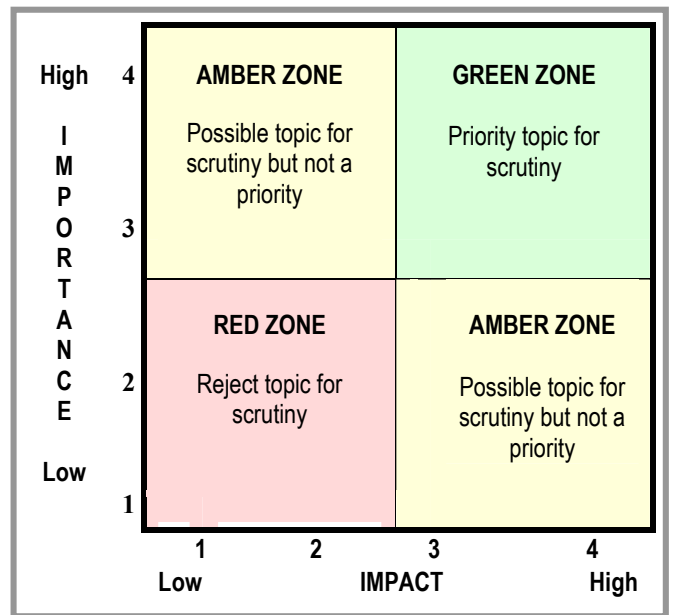 High 4 AMBER ZONE GREEN ZONE
Possible topic for
scrutiny but not a
priority
Priority topic for
scrutiny
I
M
P
O
R
T
A
N
C
E
3
RED ZONE AMBER ZONE
Reject topic for
scrutiny
Possible topic for
scrutiny but not a
priority
2
Low
1
1 2 3 4
Low IMPACT High